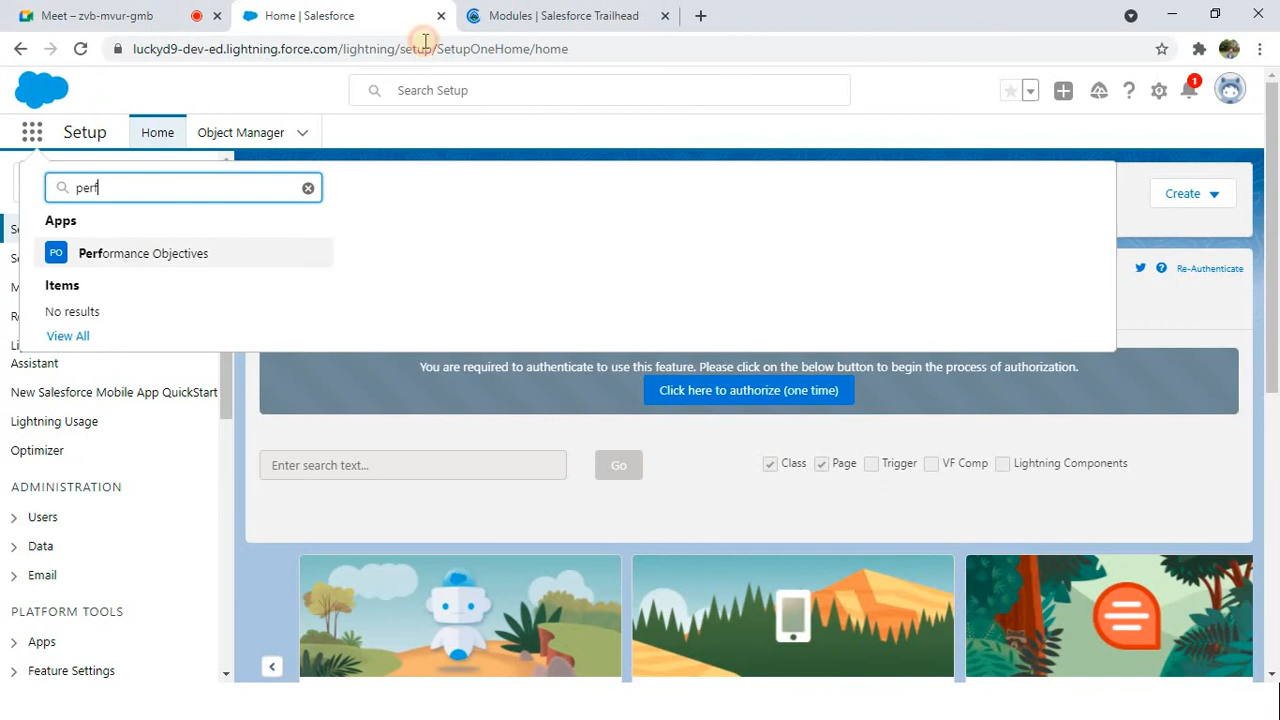 Meet – zvb-mvur-gmb
Home | Salesforce
Modules | Salesforce Trailhead
luckyd9-dev-ed.lightning.force.com/lightning/setup/SetupOneHome/home
Search Setup
1
Setup
Home
Object Manager
perf
Apps
PO
Performance Objectives
Items
No results
View All
Create
Re-Authenticate
You are required to authenticate to use this feature. Please click on the below button to begin the process of authorization.
Click here to authorize (one time)
Assistant
New Salesforce Mobile App QuickStart
Lightning Usage
Optimizer
Enter search text...
Go
Class
Page
Trigger
VF Comp
Lightning Components
ADMINISTRATION
Users
Data
Email
PLATFORM TOOLS
Apps
Feature Settings